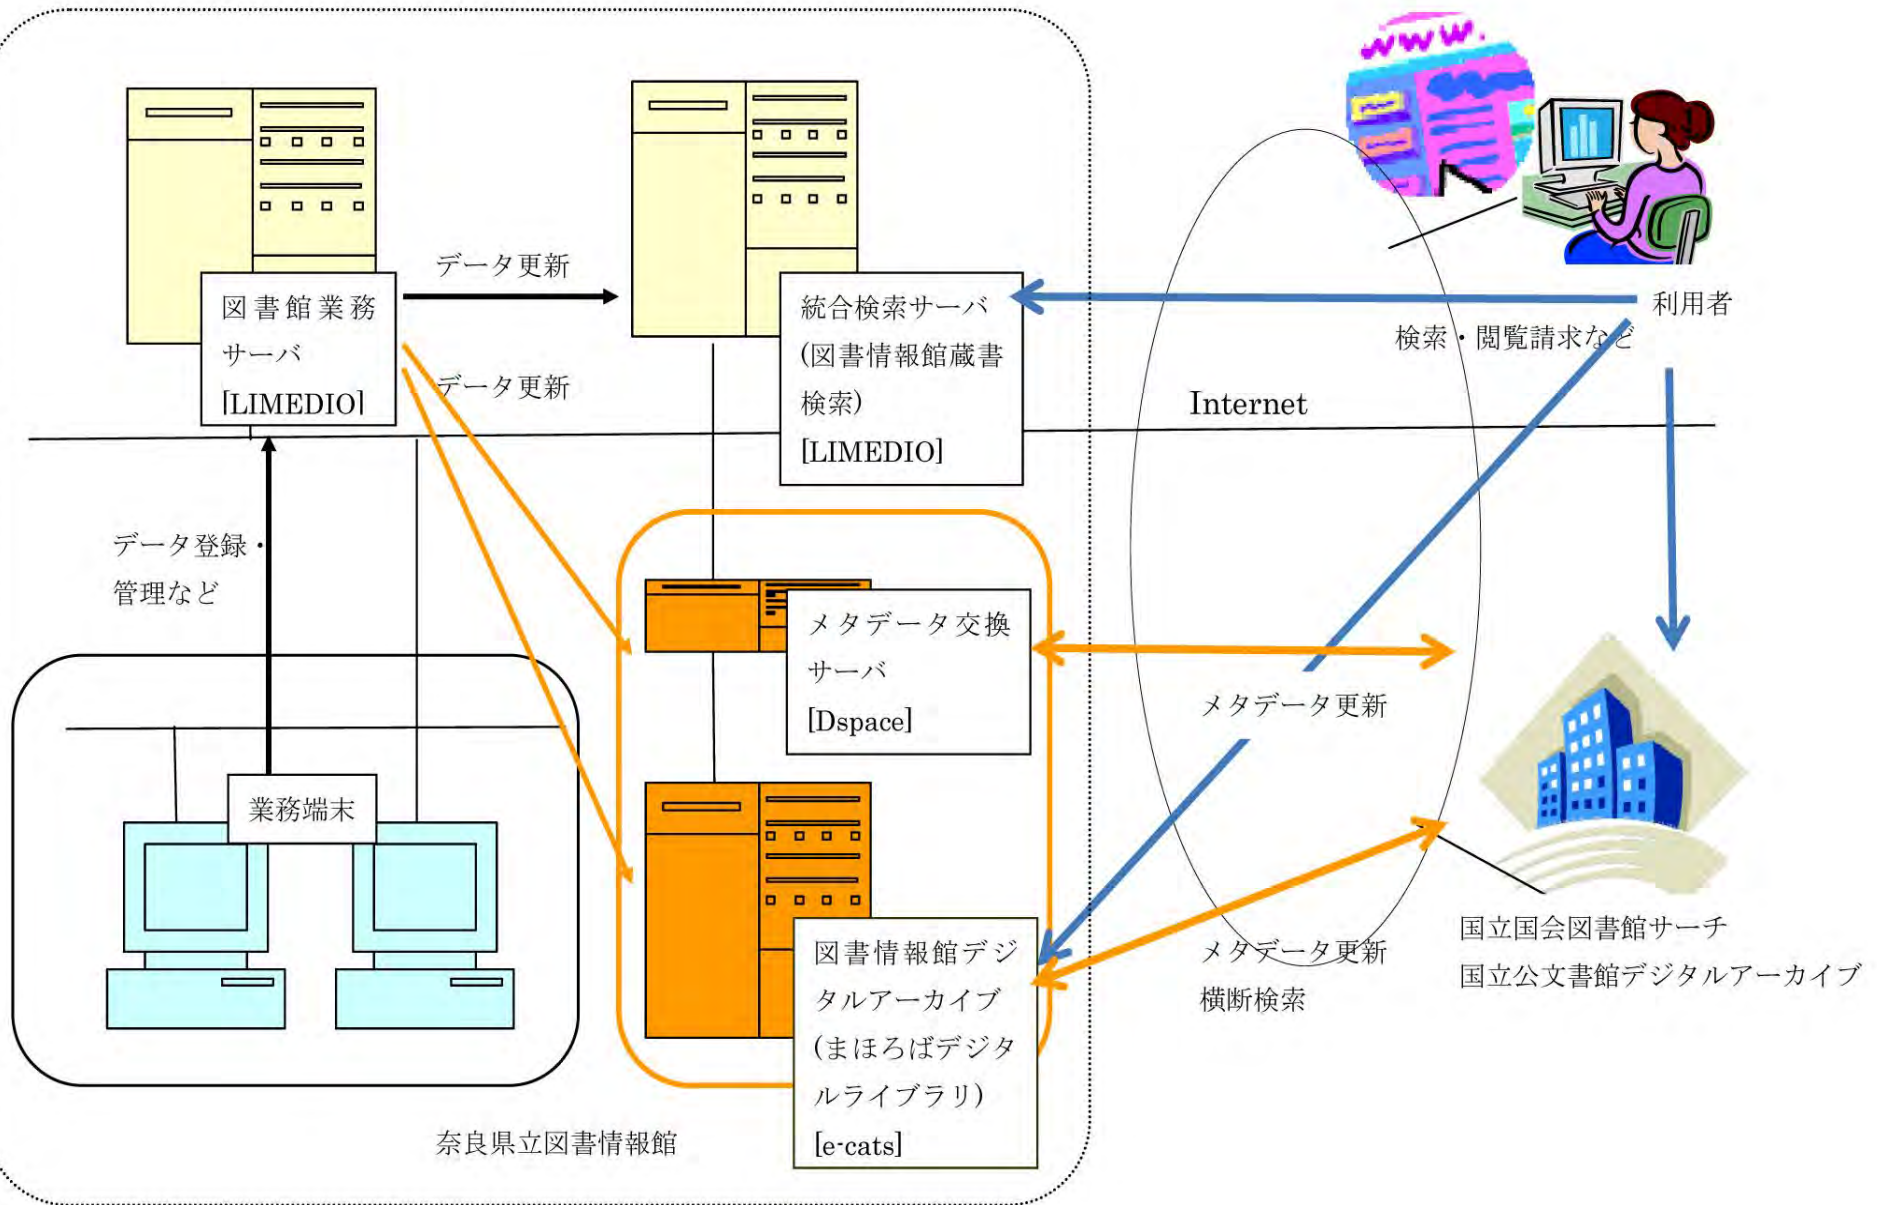 www.
データ更新
図書館業務
サーバ
[LIMEDIO]
統合検索サーバ
(図書情報館蔵書
検索)
[LIMEDIO]
利用者
検索・閲覧請求など
データ更新
Internet
データ登録・
管理など
メタデータ交換
サーバ
[Dspace]
メタデータ更新
業務端末
図書情報館デジ
タルアーカイブ
(まほろばデジタ
ルライブラリ)
[e-cats]
メタデータ更新
横断検索
国立国会図書館サーチ
国立公文書館デジタルアーカイブ
奈良県立図書情報館